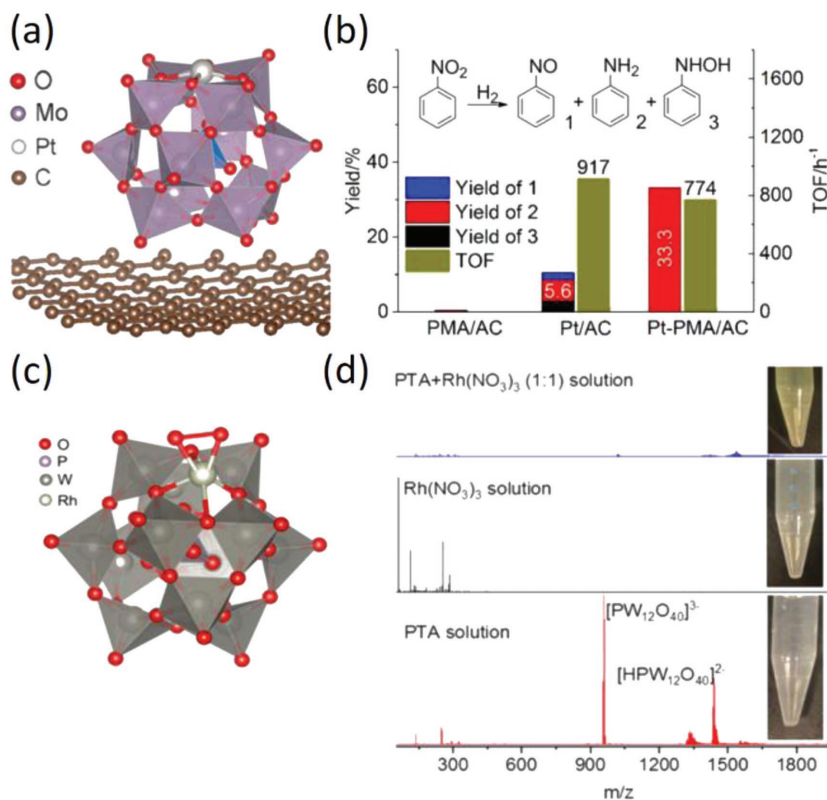 (a)
O
Mo
Pt
C
(b)
NO₂
H₂
NO
1
+
NH₂
2
+
NHOH
3
Yield/%
60
40
20
0
TOF/h⁻¹
1600
1200
800
400
0
Yield of 1
Yield of 2
Yield of 3
TOF
5.6
917
33.3
774
PMA/AC
Pt/AC
Pt-PMA/AC
(c)
O
P
W
Rh
(d)
PTA+Rh(NO₃)₃ (1:1) solution
Rh(NO₃)₃ solution
PTA solution
[PW₁₂O₄₀]³⁻
[HPW₁₂O₄₀]²⁻
300
600
900
1200
1500
1800
m/z